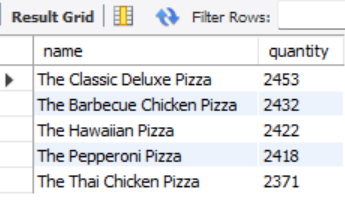 Result Grid Filter Rows:
name quantity
The Classic Deluxe Pizza 2453
The Barbecue Chicken Pizza 2432
The Hawaiian Pizza 2422
The Pepperoni Pizza 2418
The Thai Chicken Pizza 2371